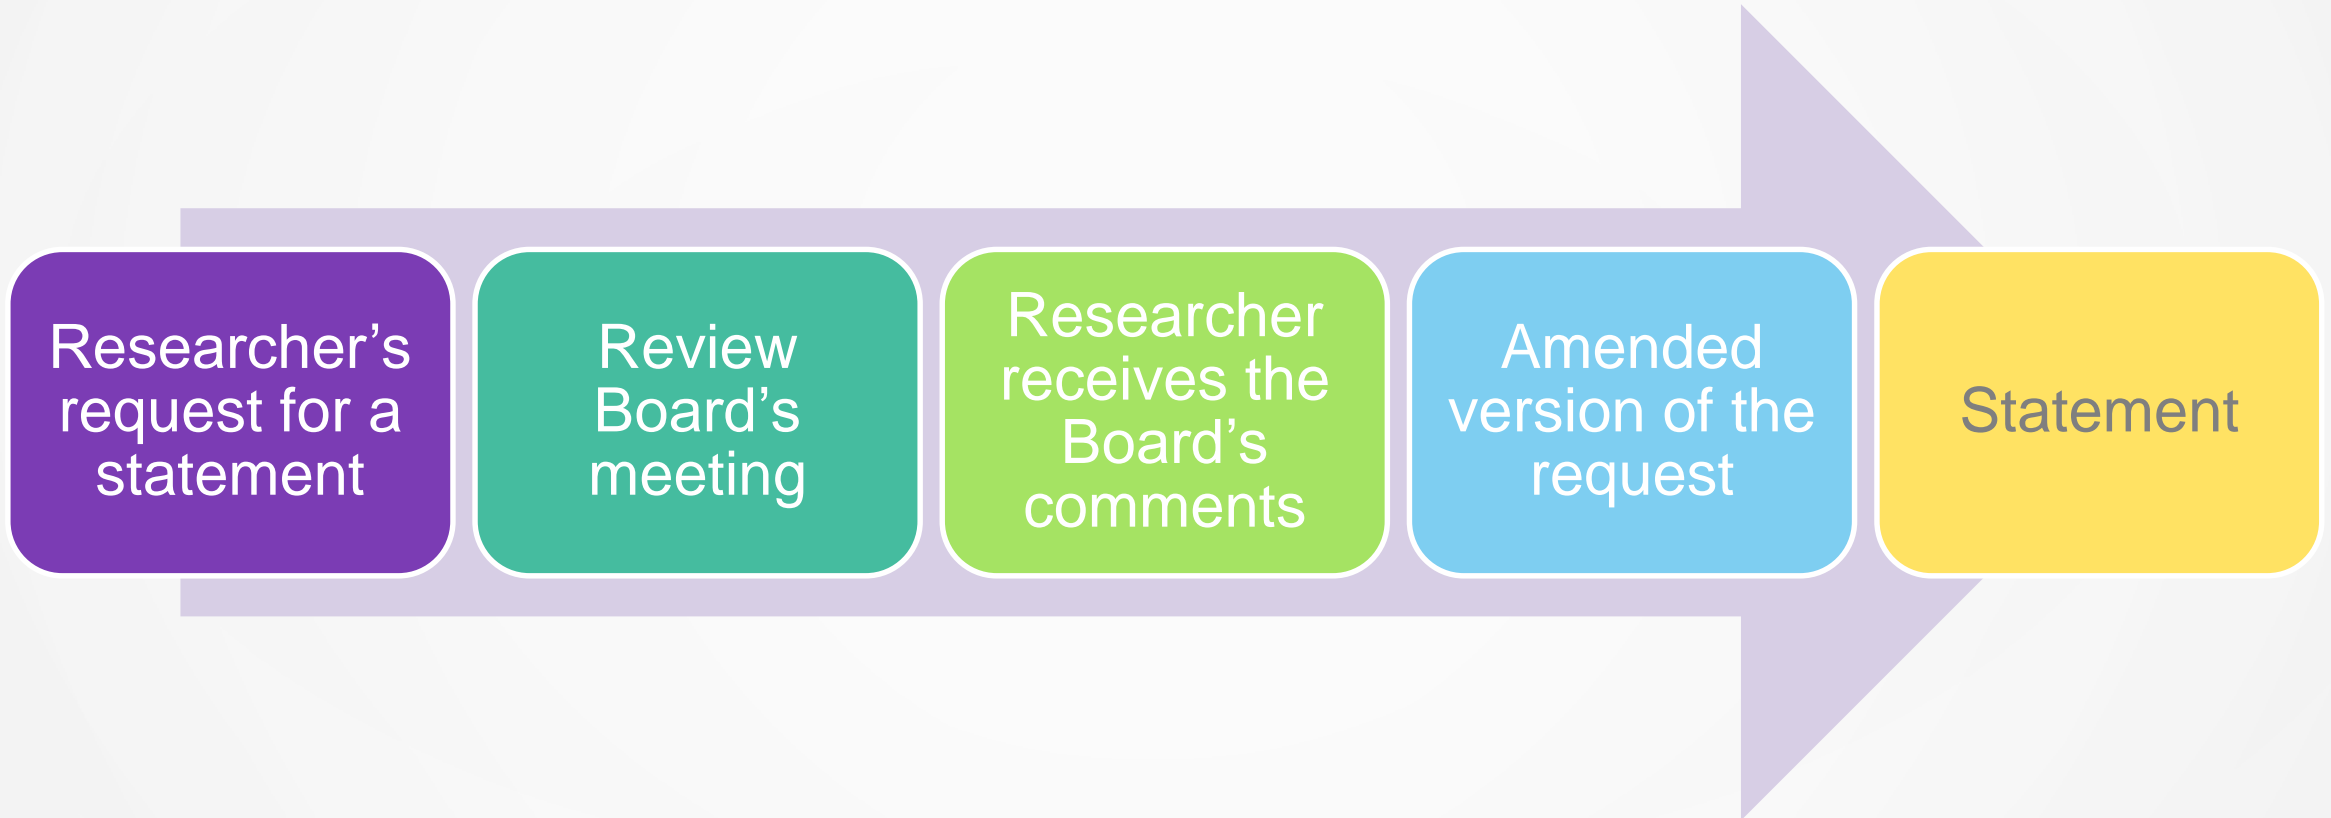 Researcher’s
request for a
statement
Review
Board’s
meeting
Researcher
receives the
Board’s
comments
Amended
version of the
request
Statement